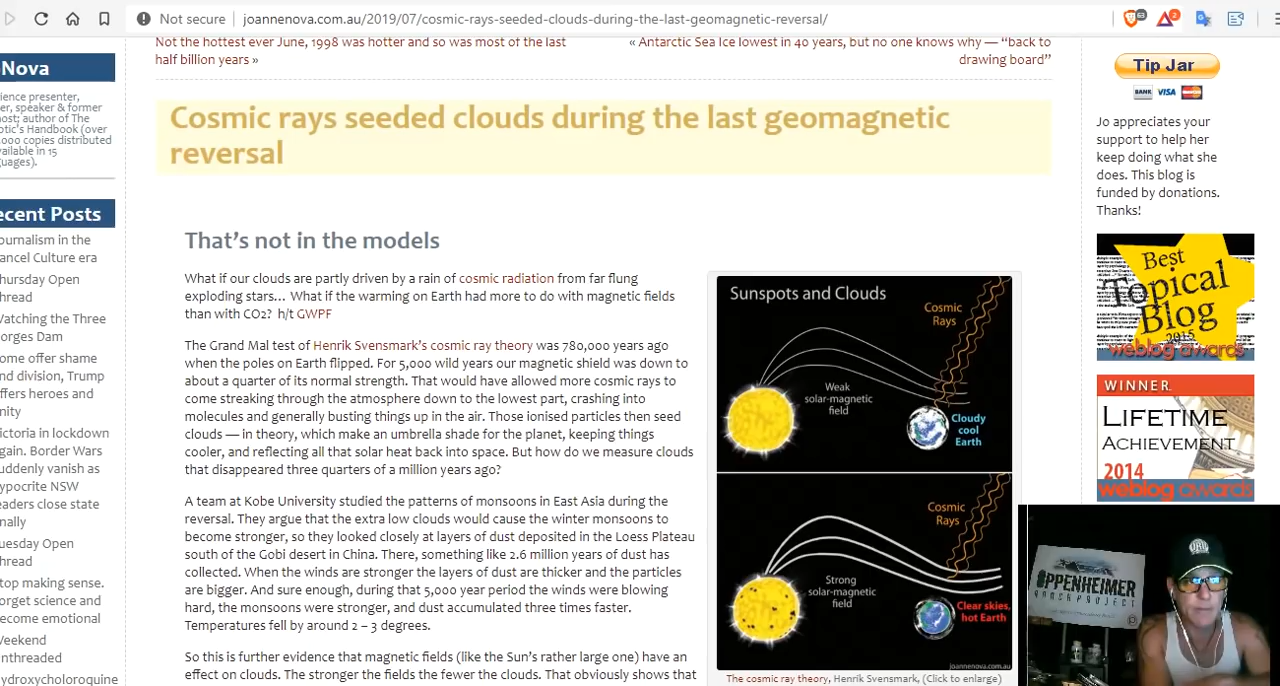 Not secure
joannenova.com.au/2019/07/cosmic-rays-seeded-clouds-during-the-last-geomagnetic-reversal/
63
2
Not the hottest ever June, 1998 was hotter and so was most of the last
half billion years »
« Antarctic Sea Ice lowest in 40 years, but no one knows why — “back to
drawing board”
Nova
ience presenter,
er, speaker & former
ost; author of The
otic's Handbook (over
,000 copies distributed
vailable in 15
guages).
ecent Posts
ournalism in the
ancel Culture era
hursday Open
hread
Watching the Three
orges Dam
ome offer shame
nd division, Trump
ffers heroes and
nity
ictoria in lockdown
gain. Border Wars
uddenly vanish as
ypocrite NSW
eaders close state
nally
uesday Open
hread
top making sense.
orget science and
ecome emotional
Weekend
nthreaded
ydroxycholoroquine
Cosmic rays seeded clouds during the last geomagnetic
reversal
That’s not in the models
What if our clouds are partly driven by a rain of cosmic radiation from far flung
exploding stars… What if the warming on Earth had more to do with magnetic fields
than with CO2? h/t GWPF
The Grand Mal test of Henrik Svensmark's cosmic ray theory was 780,000 years ago
when the poles on Earth flipped. For 5,000 wild years our magnetic shield was down to
about a quarter of its normal strength. That would have allowed more cosmic rays to
come streaking through the atmosphere down to the lowest part, crashing into
molecules and generally busting things up in the air. Those ionised particles then seed
clouds — in theory, which make an umbrella shade for the planet, keeping things
cooler, and reflecting all that solar heat back into space. But how do we measure clouds
that disappeared three quarters of a million years ago?
A team at Kobe University studied the patterns of monsoons in East Asia during the
reversal. They argue that the extra low clouds would cause the winter monsoons to
become stronger, so they looked closely at layers of dust deposited in the Loess Plateau
south of the Gobi desert in China. There, something like 2.6 million years of dust has
collected. When the winds are stronger the layers of dust are thicker and the particles
are bigger. And sure enough, during that 5,000 year period the winds were blowing
hard, the monsoons were stronger, and dust accumulated three times faster.
Temperatures fell by around 2 – 3 degrees.
So this is further evidence that magnetic fields (like the Sun’s rather large one) have an
effect on clouds. The stronger the fields the fewer the clouds. That obviously shows that
Sunspots and Clouds
Cosmic
Rays
Weak
solar-magnetic
field
Cloudy
cool
Earth
Cosmic
Rays
Strong
solar-magnetic
field
Clear skies,
hot Earth
joannenova.com.au
The cosmic ray theory, Henrik Svensmark, (Click to enlarge)
Tip Jar
BANK VISA
Jo appreciates your
support to help her
keep doing what she
does. This blog is
funded by donations.
Thanks!
Best
Topical
Blog
2015
weblog awards
WINNER.
LIFETIME
ACHIEVEMENT
2014
weblog awards
OPPENHEIMER
RANCH PROJECT